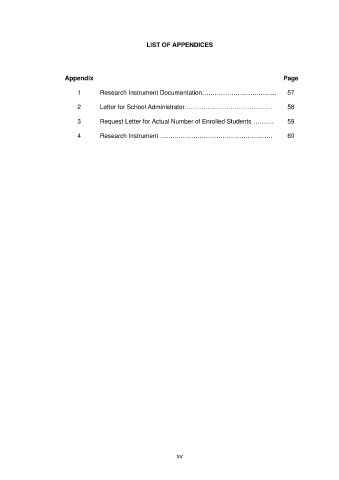 LIST OF APPENDICES
Appendix Page
1 Research Instrument Documentation……………………………….. 57
2 Letter for School Administrator…………………………………… 58
3 Request Letter for Actual Number of Enrolled Students ……….. 59
4 Research Instrument ……………………………………………… 60
xv